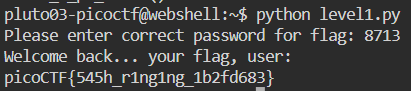 pluto03-picoctf@webshell:~$ python level1.py
Please enter correct password for flag: 8713
Welcome back... your flag, user:
picoCTF{545h_r1ng1ng_1b2fd683}